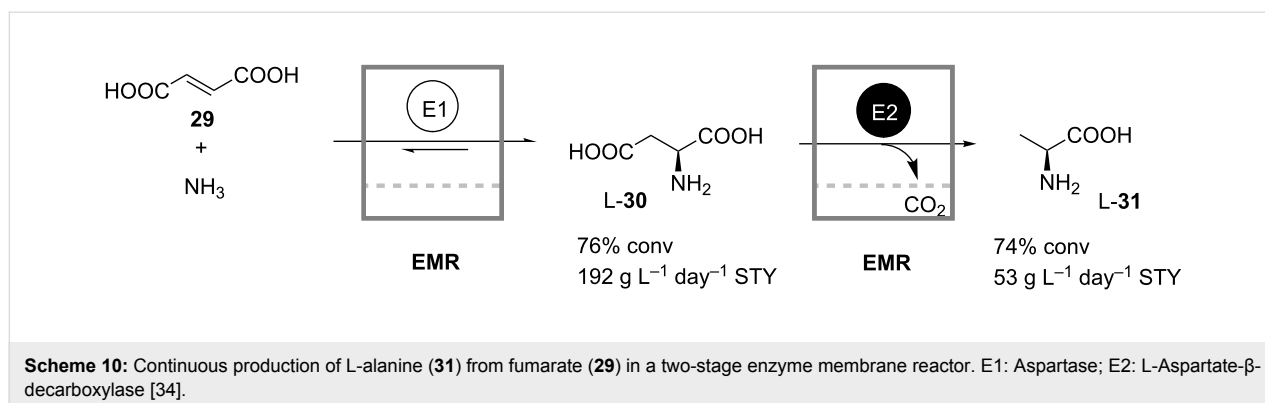 HOOC COOH
29
+
NH₃
E1
EMR
HOOC COOH
NH₂
L-30
76% conv
192 g L⁻¹ day⁻¹ STY
E2
CO₂
EMR
COOH
NH₂
L-31
74% conv
53 g L⁻¹ day⁻¹ STY
Scheme 10: Continuous production of L-alanine (31) from fumarate (29) in a two-stage enzyme membrane reactor. E1: Aspartase; E2: L-Aspartate-β-
decarboxylase [34].